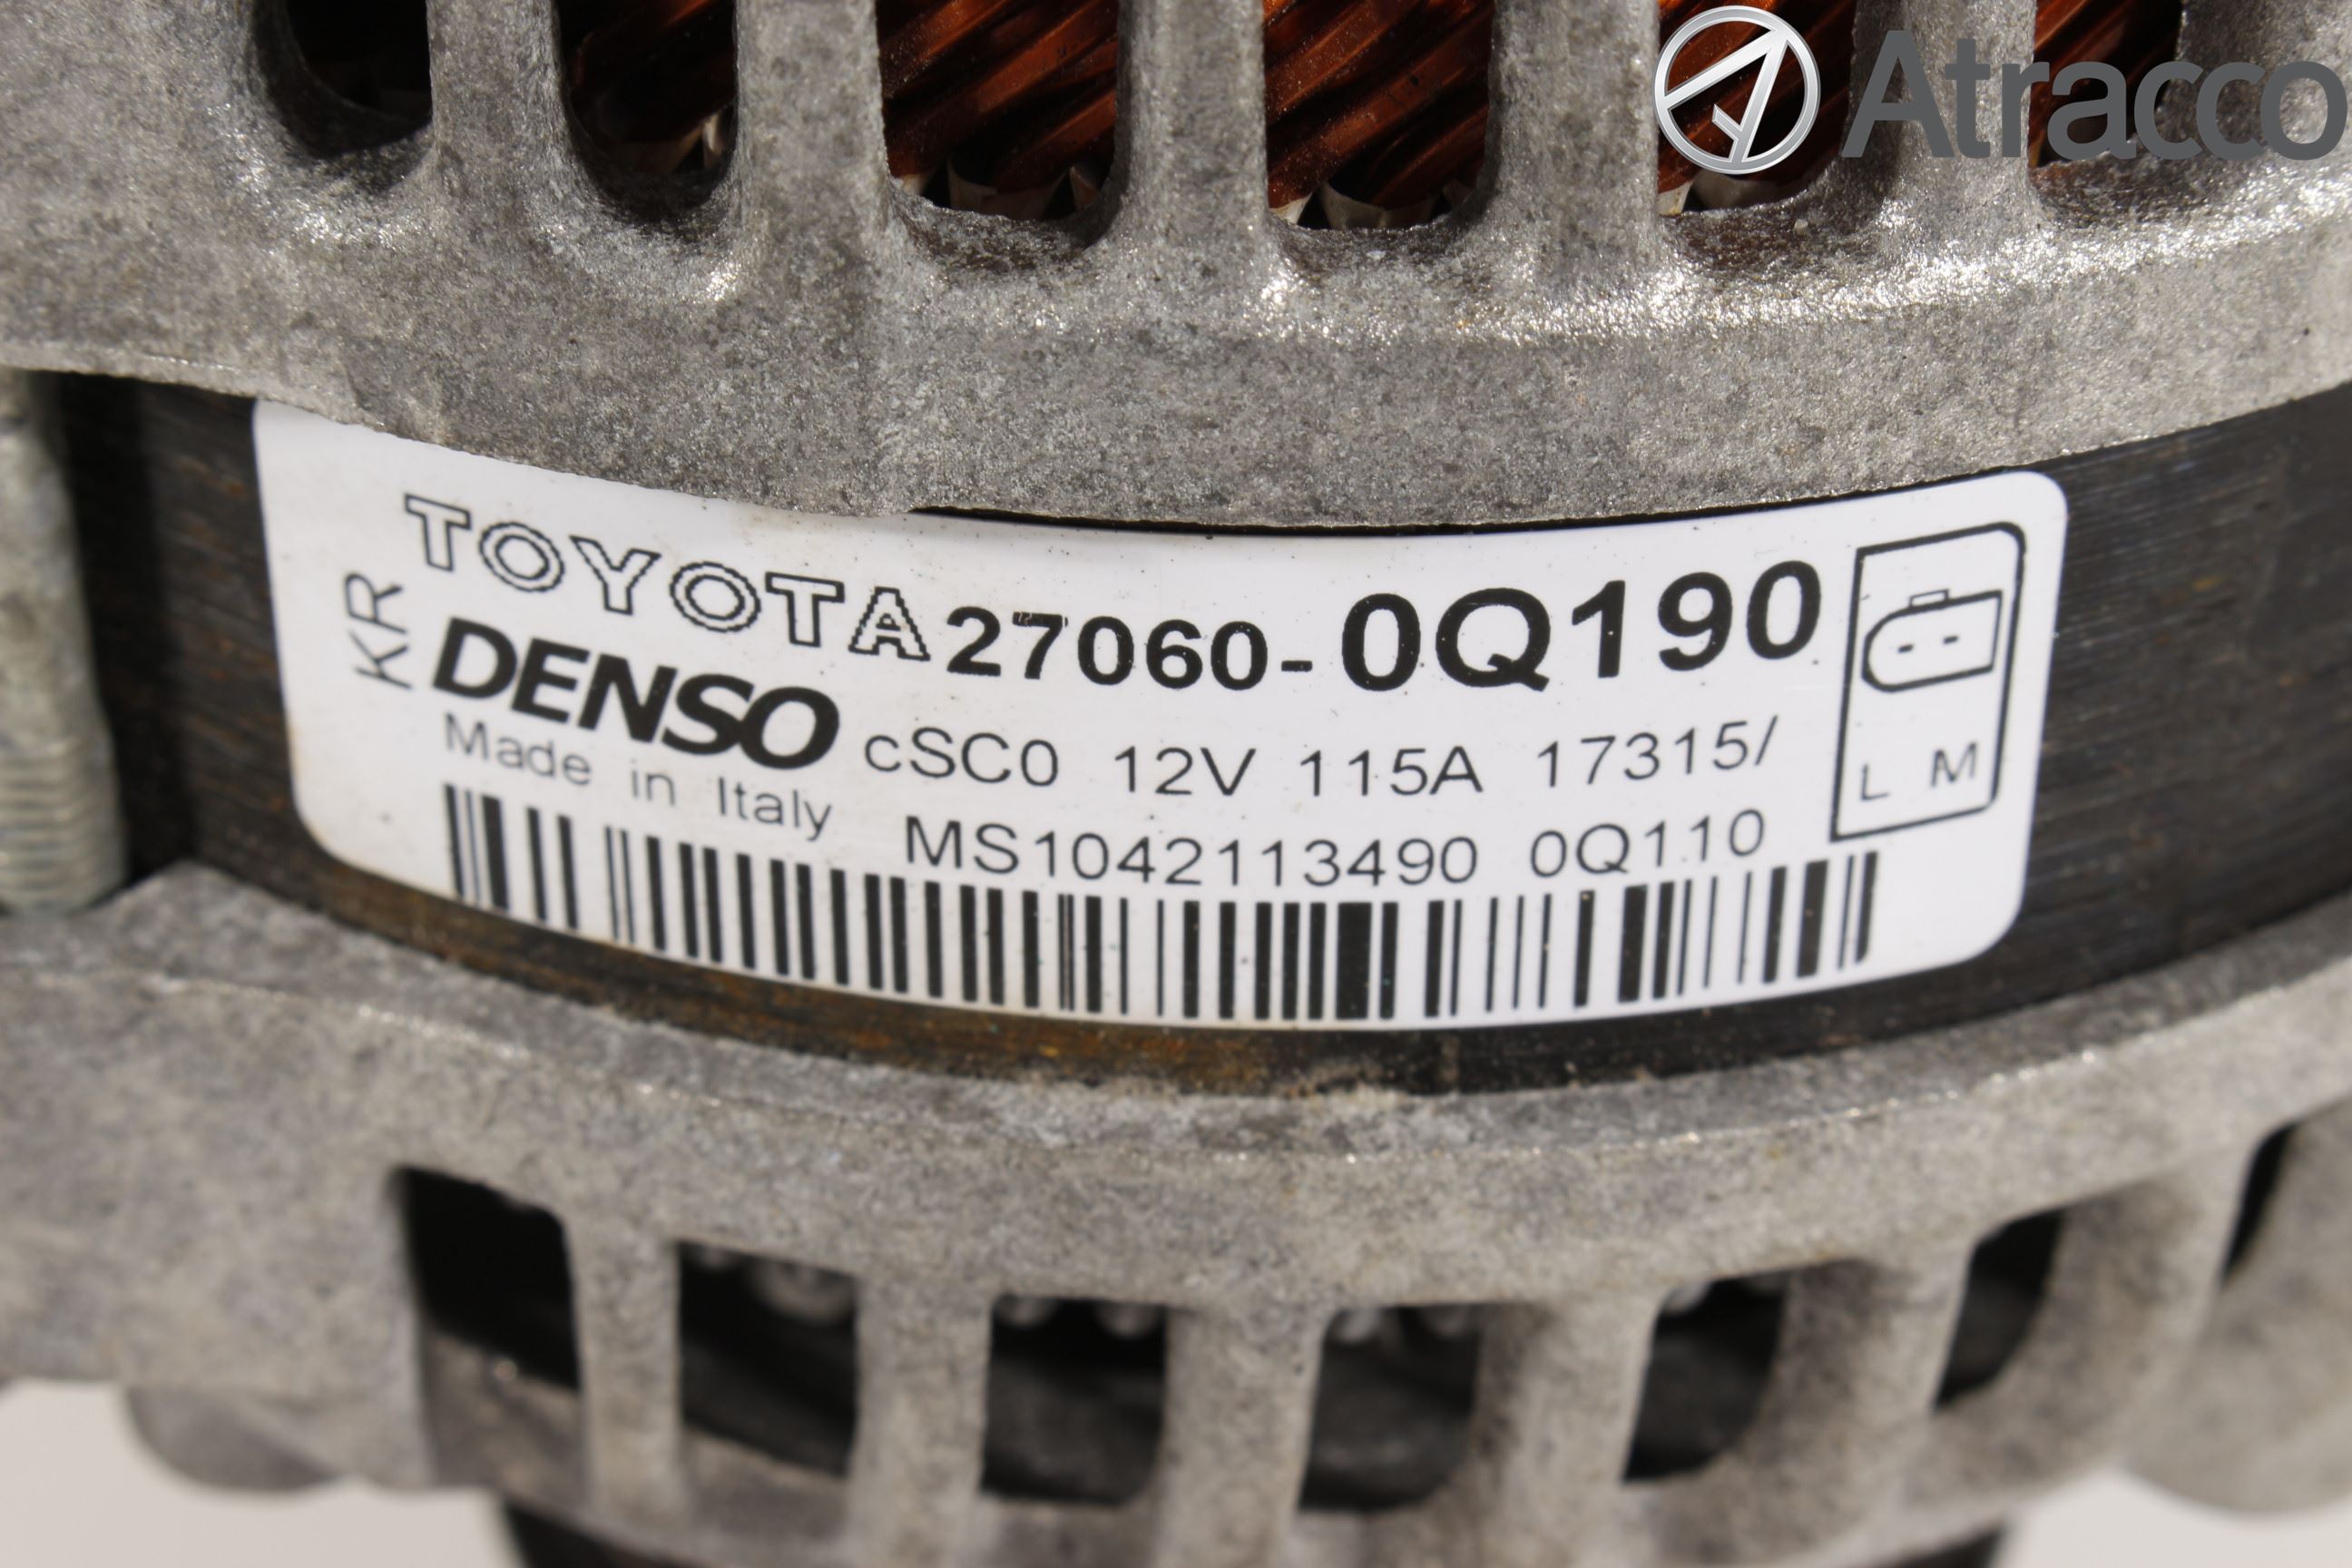 Atracco
TOYOTA 27060-0Q190
KR
DENSO cSC0 12V 115A 17315/
Made in Italy MS1042113490 0Q110
L M